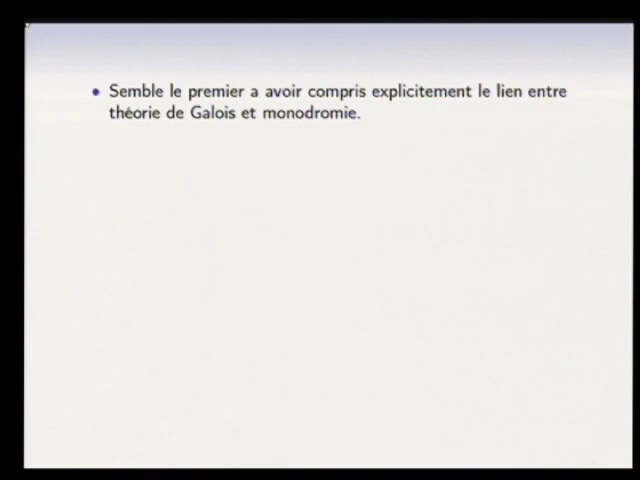 • Semble le premier a avoir compris explicitement le lien entre
théorie de Galois et monodromie.